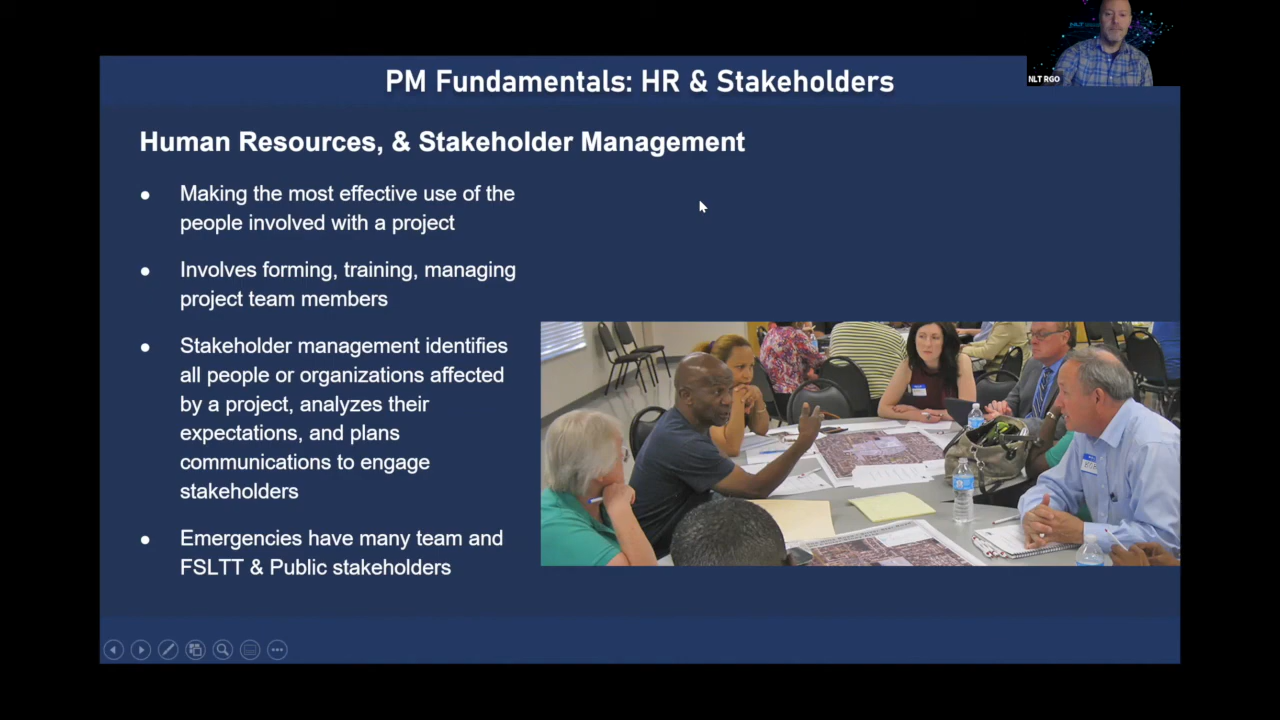 PM Fundamentals: HR & Stakeholders
NLT RGO
Human Resources, & Stakeholder Management
● Making the most effective use of the
people involved with a project
● Involves forming, training, managing
project team members
● Stakeholder management identifies
all people or organizations affected
by a project, analyzes their
expectations, and plans
communications to engage
stakeholders
● Emergencies have many team and
FSLTT & Public stakeholders